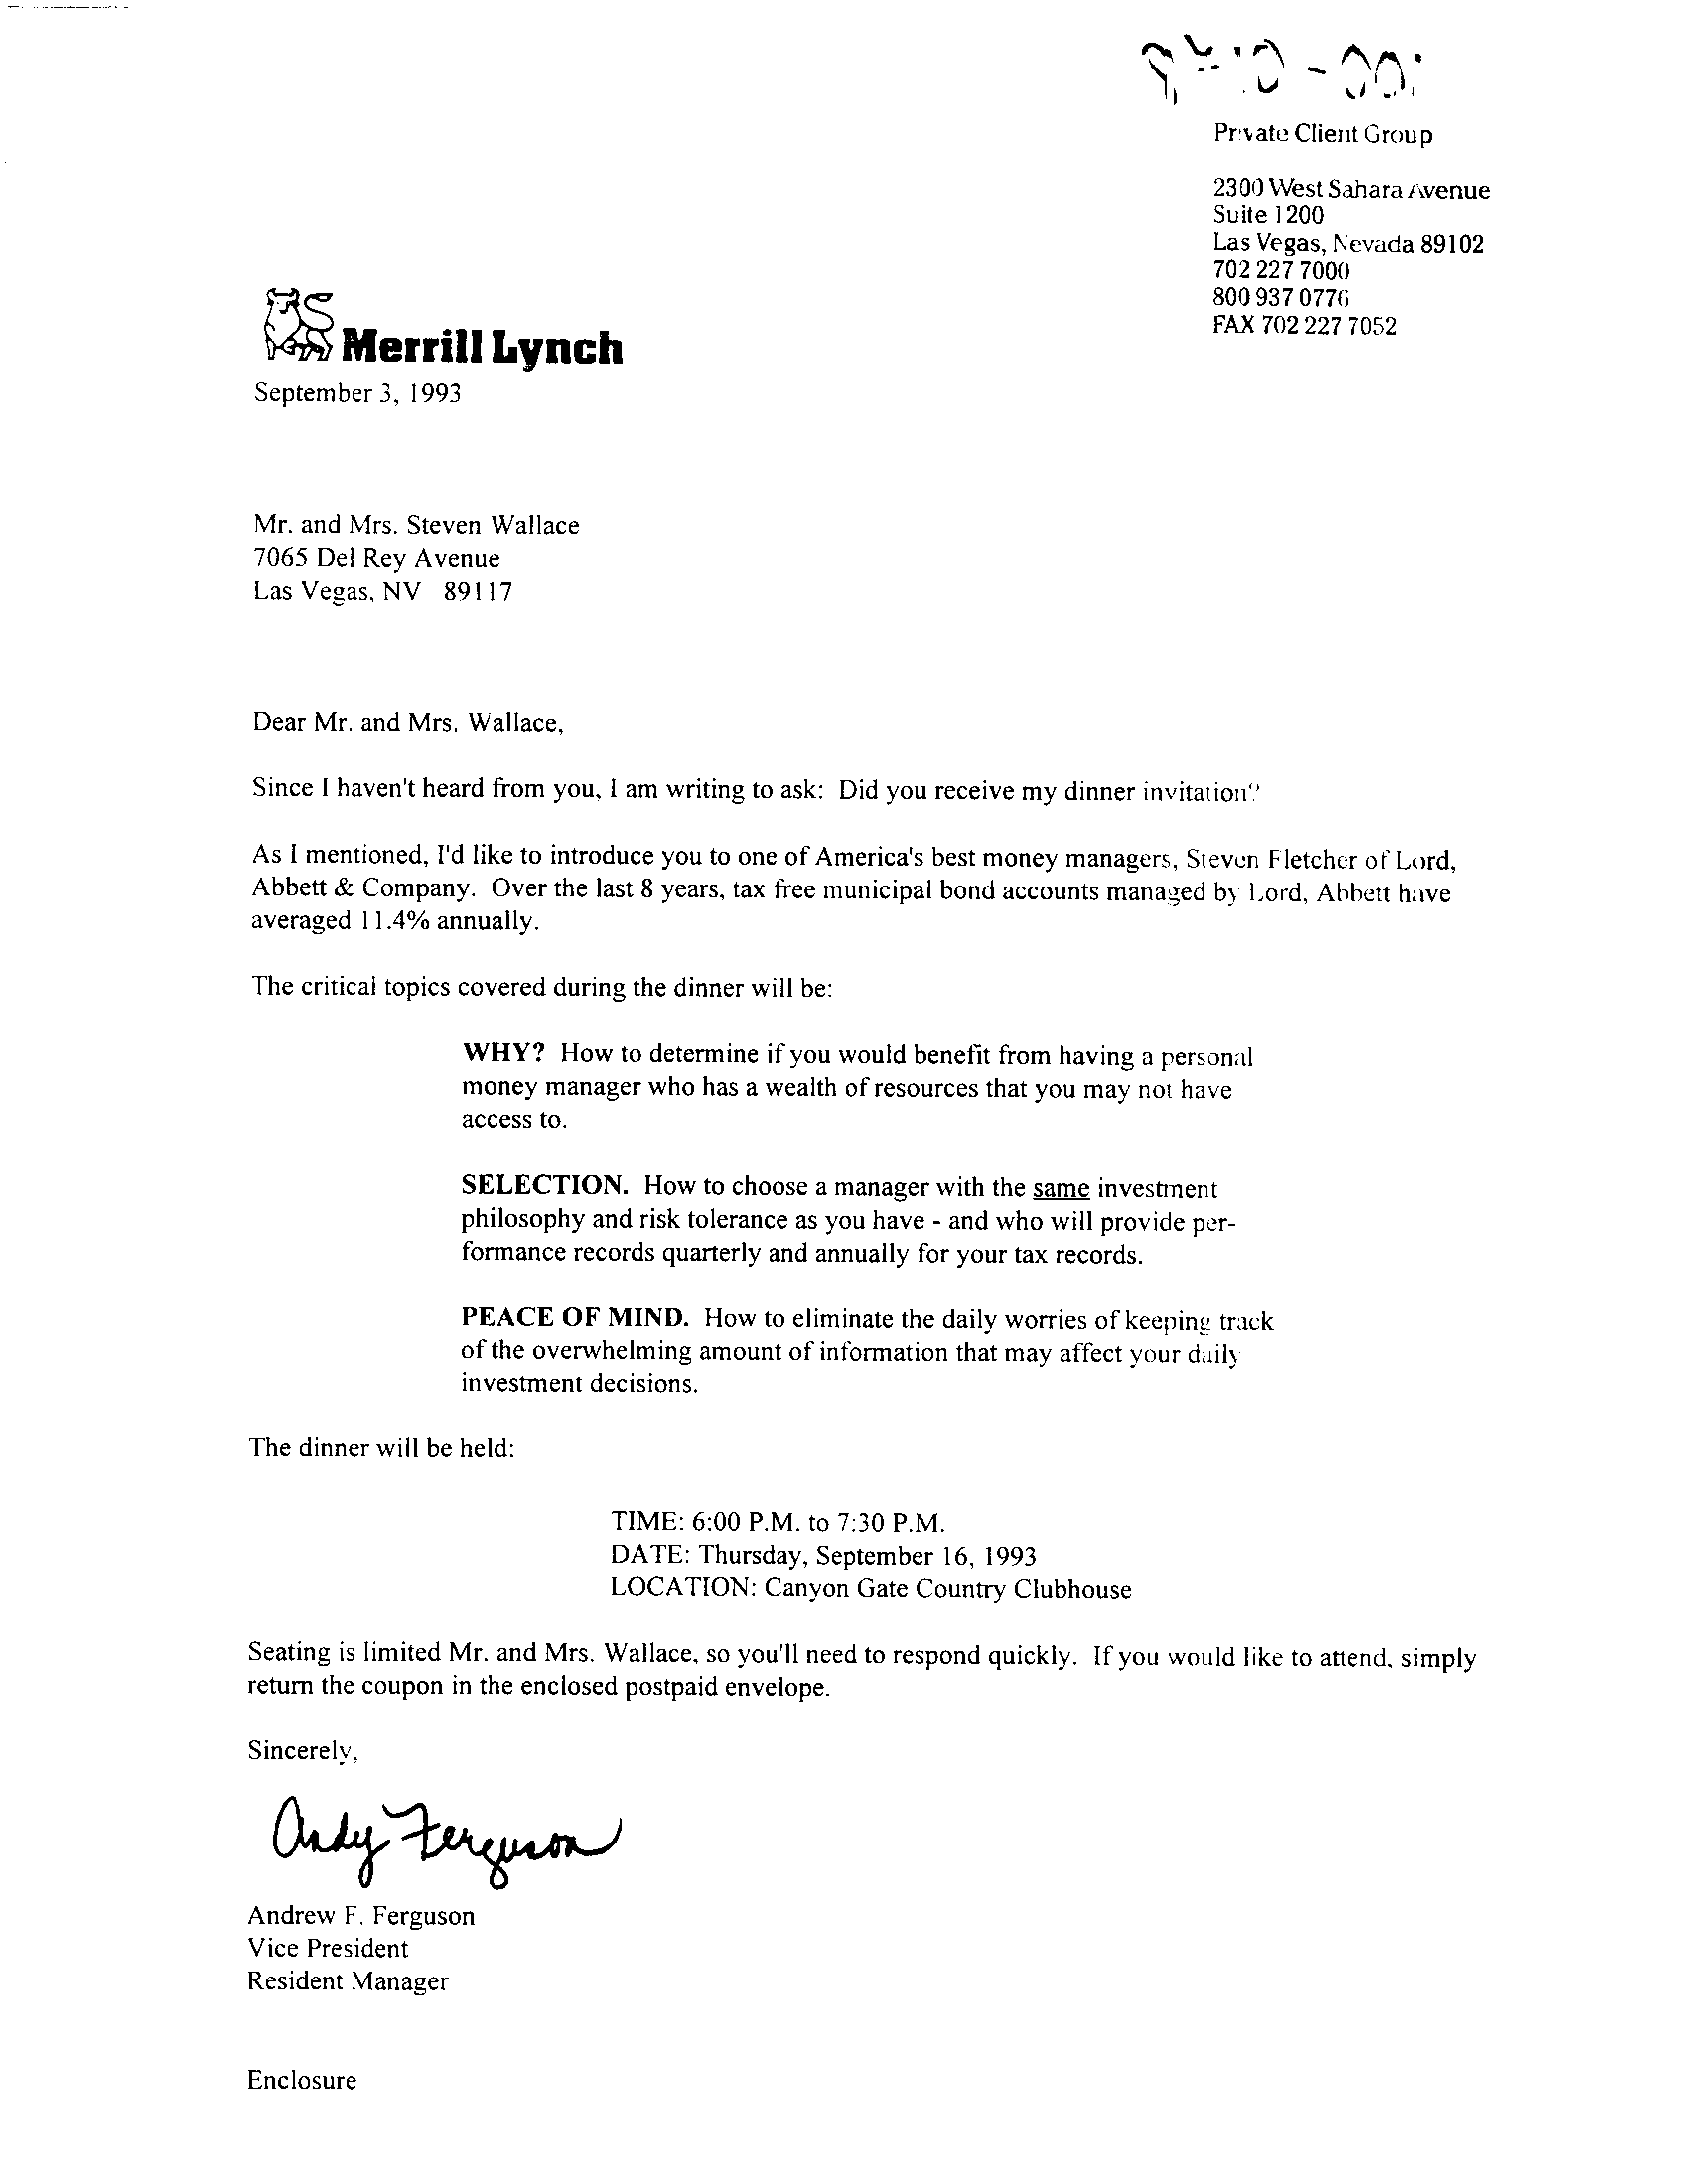 Private Client Group
2300 West Sahara Avenue
Suite 1200
Las Vegas, Nevada 89102
702 227 7000
800 937 0776
FAX 702 227 7052
Merrill Lynch
September 3, 1993
Mr. and Mrs. Steven Wallace
7065 Del Rey Avenue
Las Vegas, NV 89117
Dear Mr. and Mrs. Wallace,
Since I haven't heard from you, I am writing to ask: Did you receive my dinner invitation?
As I mentioned, I'd like to introduce you to one of America's best money managers, Steven Fletcher of Lord,
Abbett & Company. Over the last 8 years, tax free municipal bond accounts managed by Lord, Abbett have
averaged 11.4% annually.
The critical topics covered during the dinner will be:
WHY? How to determine if you would benefit from having a personal
money manager who has a wealth of resources that you may not have
access to.
SELECTION. How to choose a manager with the same investment
philosophy and risk tolerance as you have - and who will provide per-
formance records quarterly and annually for your tax records.
PEACE OF MIND. How to eliminate the daily worries of keeping track
of the overwhelming amount of information that may affect your daily
investment decisions.
The dinner will be held:
TIME: 6:00 P.M. to 7:30 P.M.
DATE: Thursday, September 16, 1993
LOCATION: Canyon Gate Country Clubhouse
Seating is limited Mr. and Mrs. Wallace, so you'll need to respond quickly. If you would like to attend, simply
return the coupon in the enclosed postpaid envelope.
Sincerely,
Andy Ferguson
Andrew F. Ferguson
Vice President
Resident Manager
Enclosure